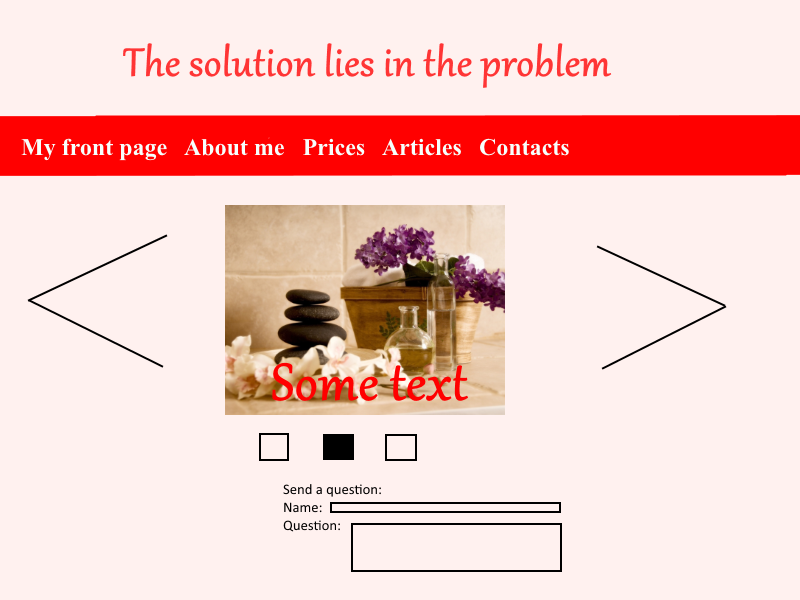 The solution lies in the problem
My front page About me Prices Articles Contacts
Some text
Send a question:
Name:
Question: